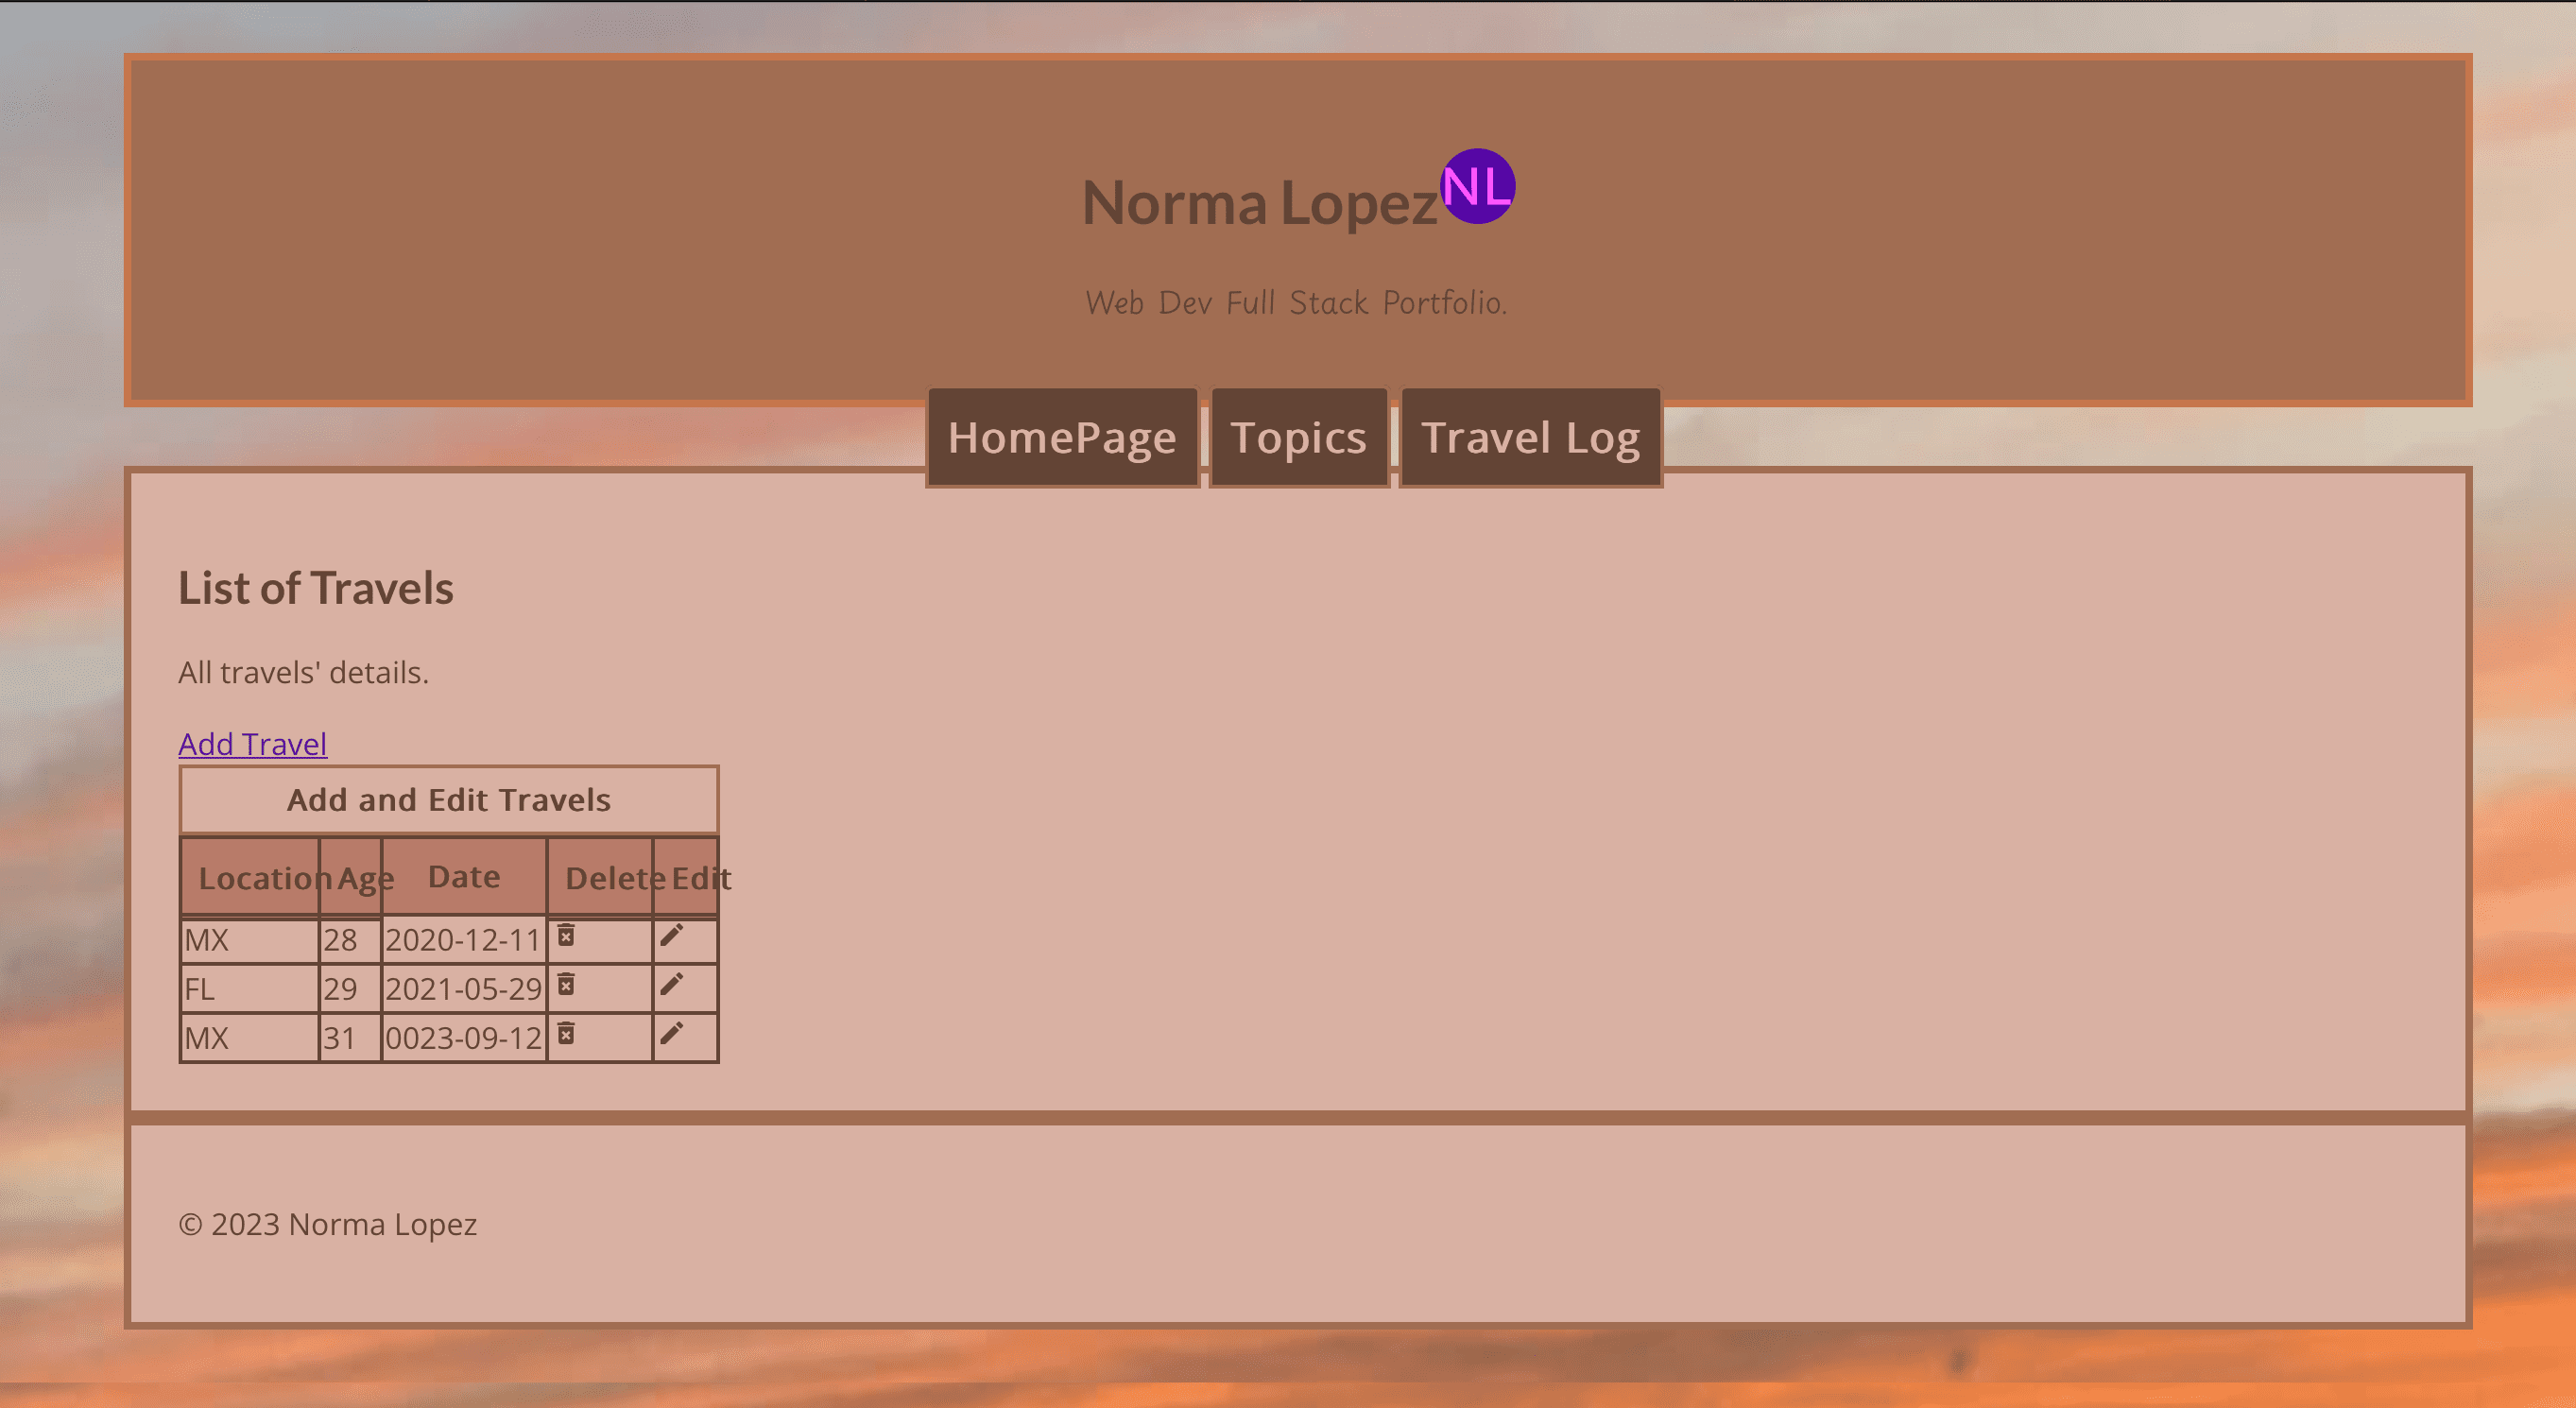 Norma Lopez NL
Web Dev Full Stack Portfolio.
HomePage Topics Travel Log
List of Travels
All travels' details.
Add Travel
Add and Edit Travels
Location Age Date Delete Edit
MX 28 2020-12-11
FL 29 2021-05-29
MX 31 0023-09-12
© 2023 Norma Lopez